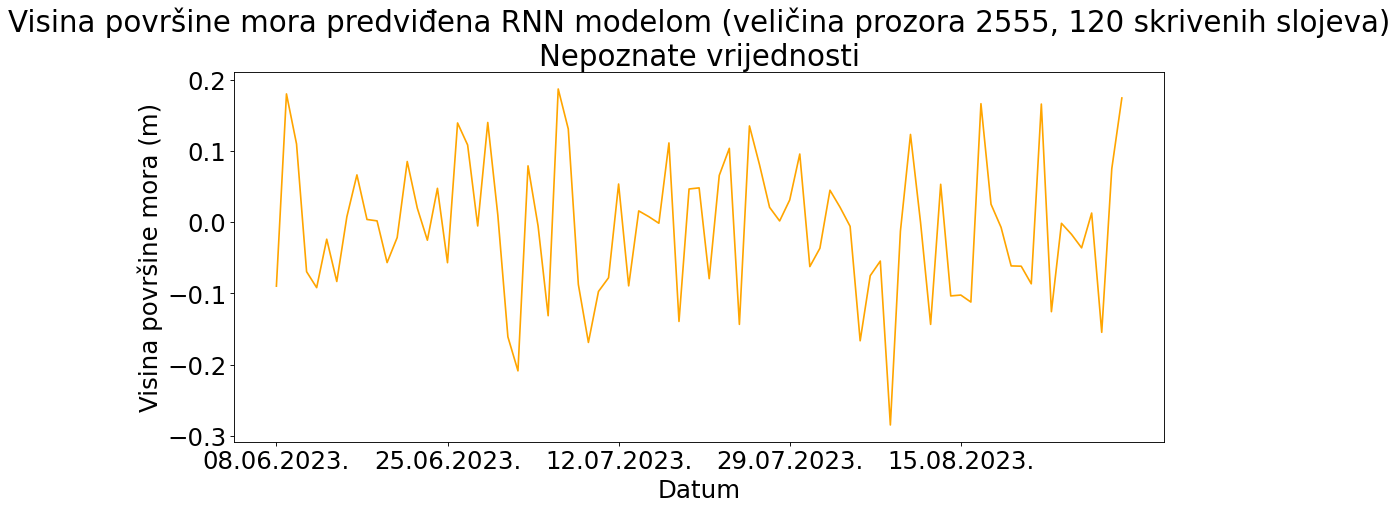 Visina površine mora predviđena RNN modelom (veličina prozora 2555, 120 skrivenih slojeva)
Nepoznate vrijednosti
Visina površine mora (m)
0.2
0.1
0.0
−0.1
−0.2
−0.3
08.06.2023. 25.06.2023. 12.07.2023. 29.07.2023. 15.08.2023.
Datum